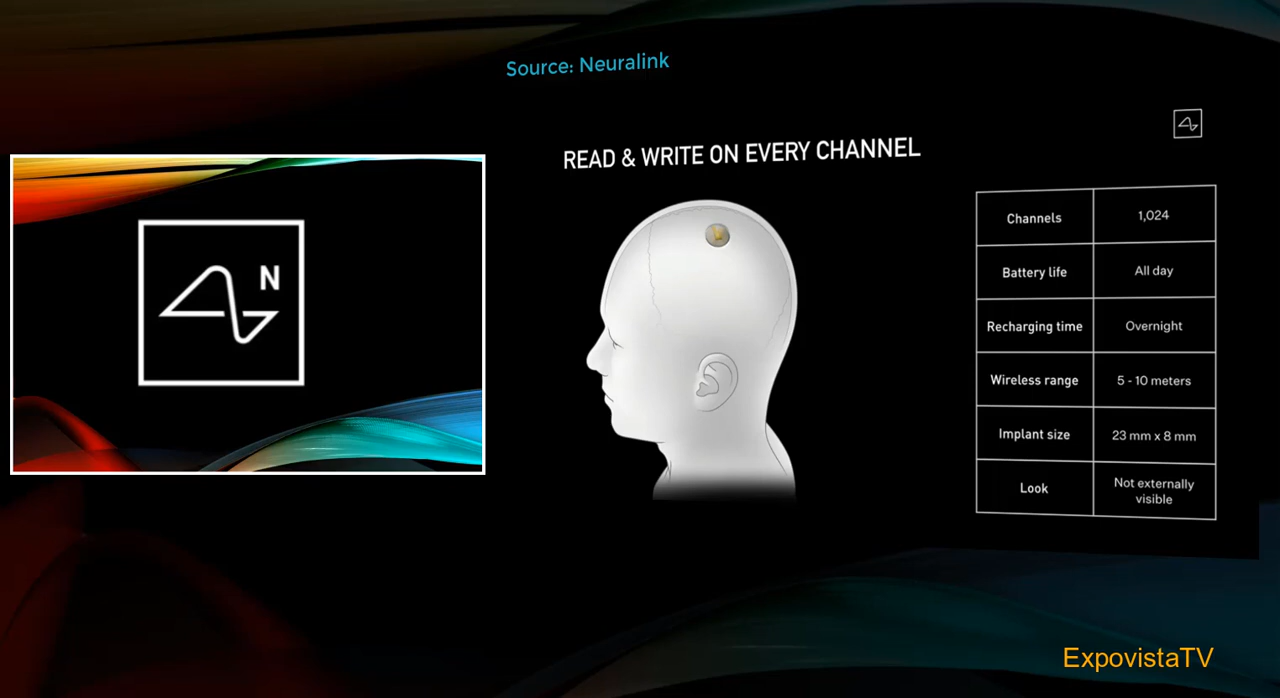 Source: Neuralink
READ & WRITE ON EVERY CHANNEL
N
Channels 1,024
Battery life All day
Recharging time Overnight
Wireless range 5 - 10 meters
Implant size 23 mm x 8 mm
Look Not externally
visible
ExpovistaTV